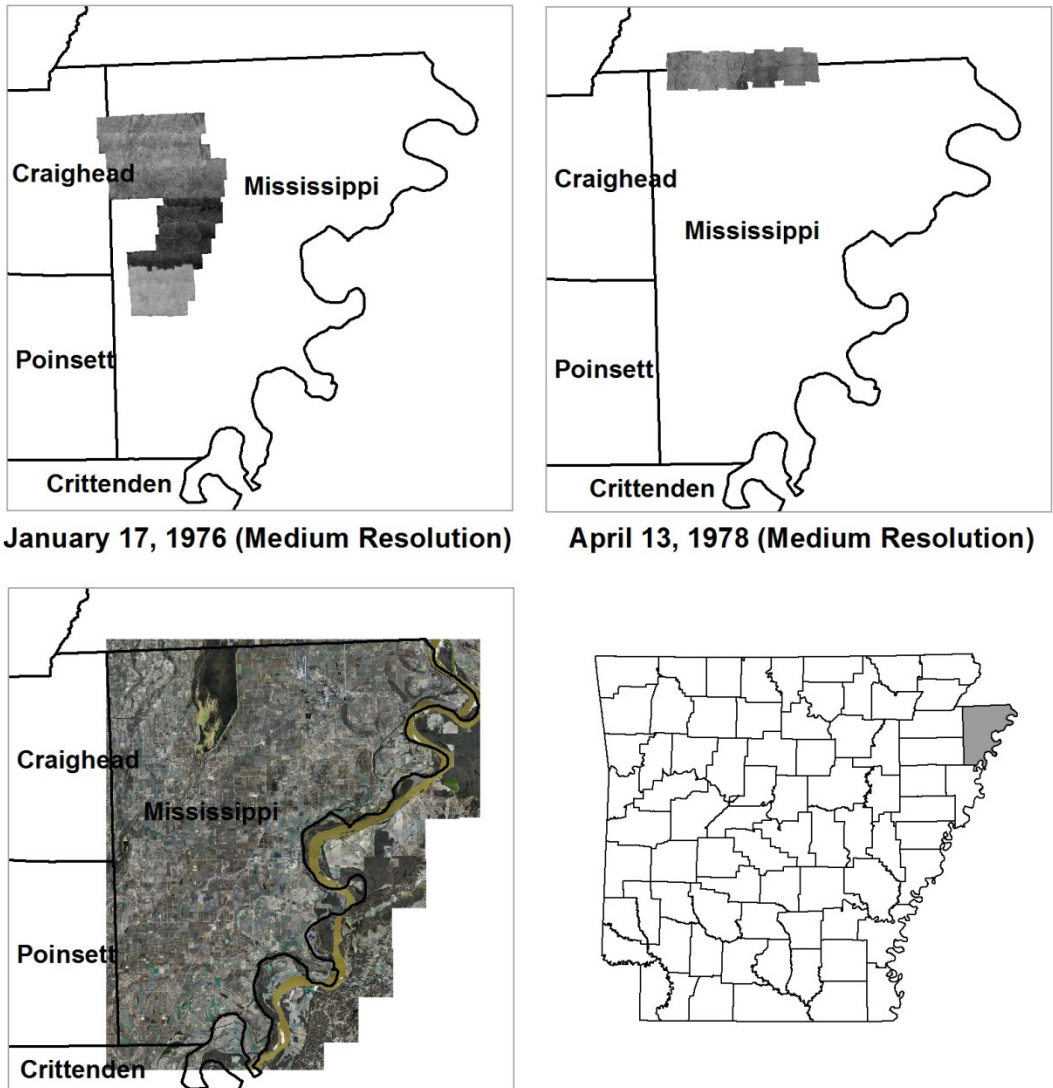 Craighead
Mississippi
Poinsett
Crittenden
January 17, 1976 (Medium Resolution)
Craighead
Mississippi
Poinsett
Crittenden
April 13, 1978 (Medium Resolution)
Craighead
Mississippi
Poinsett
Crittenden